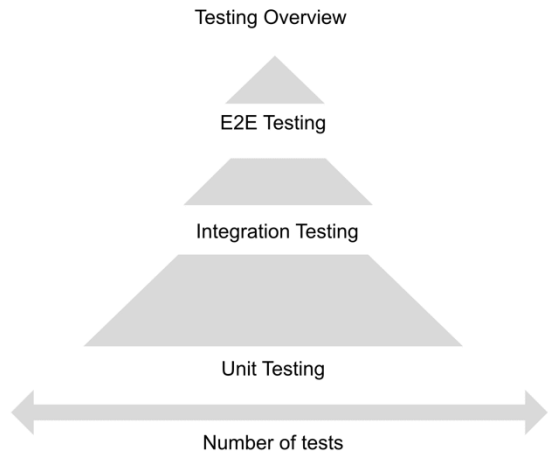 Testing Overview
E2E Testing
Integration Testing
Unit Testing
Number of tests